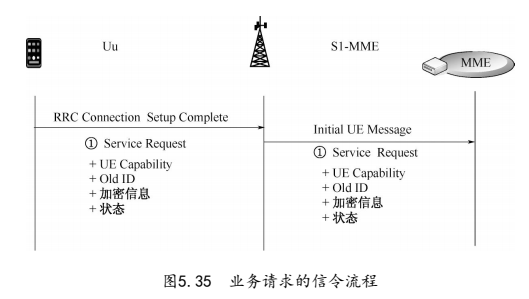 Uu
S1-MME
MME
RRC Connection Setup Complete
① Service Request
+ UE Capability
+ Old ID
+ 加密信息
+ 状态
Initial UE Message
① Service Request
+ UE Capability
+ Old ID
+ 加密信息
+ 状态
图5.35 业务请求的信令流程